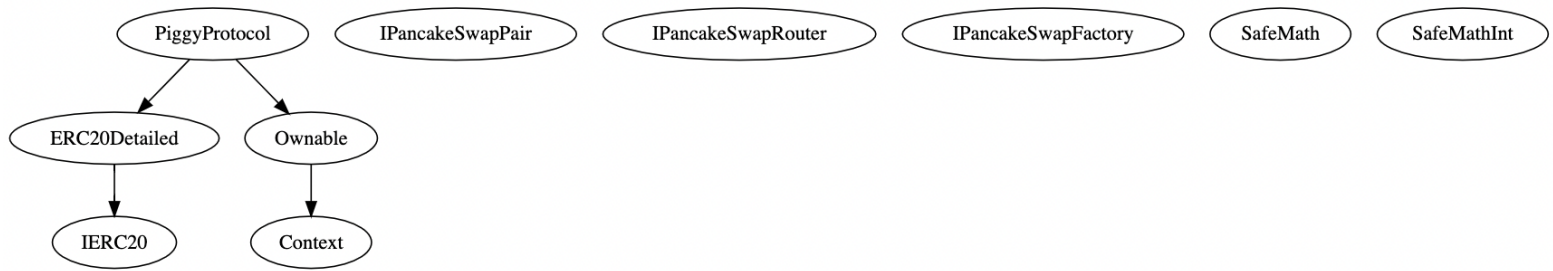 PiggyProtocol
IPancakeSwapPair
IPancakeSwapRouter
IPancakeSwapFactory
SafeMath
SafeMathInt
ERC20Detailed
Ownable
IERC20
Context